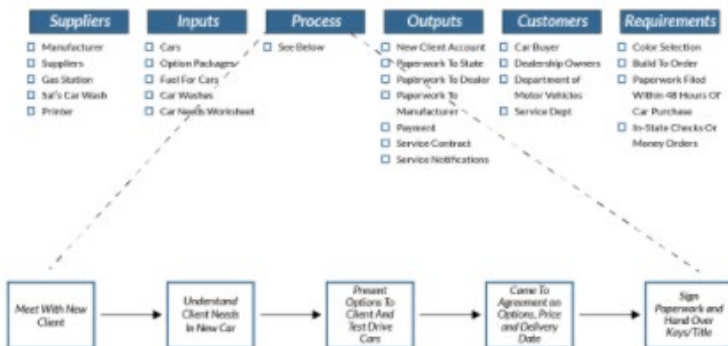 Suppliers
Manufacturer
Suppliers
Gas Station
Sal's Car Wash
Printer
Inputs
Cars
Option Packages
Fuel For Cars
Car Washes
Car Needs Worksheet
Process
See Below
Outputs
New Client Account
Paperwork To State
Paperwork To Dealer
Paperwork To
Manufacturer
Payment
Service Contract
Service Notifications
Customers
Car Buyer
Dealership Owners
Department of
Motor Vehicles
Service Dept
Requirements
Color Selection
Build To Order
Paperwork Filed
Within 48 Hours Of
Car Purchase
In-State Checks Or
Money Orders
Meet With New
Client
Understand
Client Needs
In New Car
Present
Options To
Client And
Test Drive
Cars
Come To
Agreement on
Options, Price
and Delivery
Date
Sign
Paperwork and
Hand Over
Keys/Title